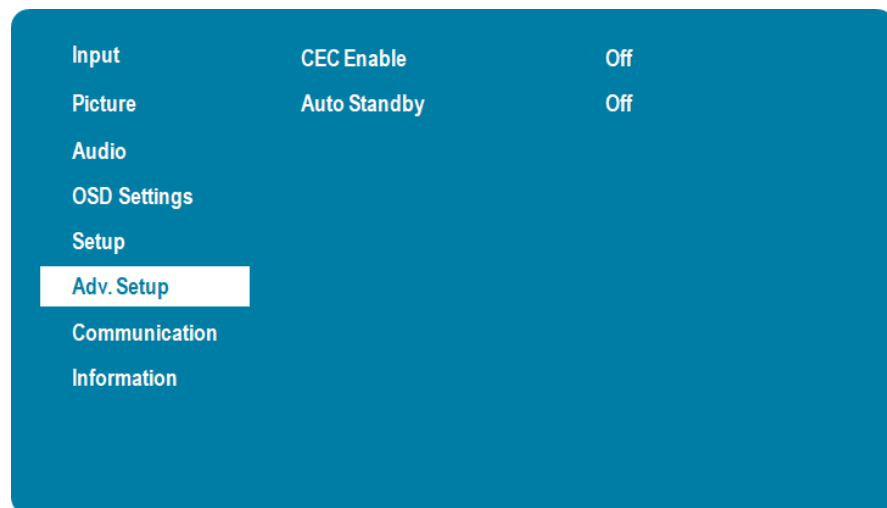 Input
CEC Enable Off
Picture
Auto Standby Off
Audio
OSD Settings
Setup
Adv. Setup
Communication
Information